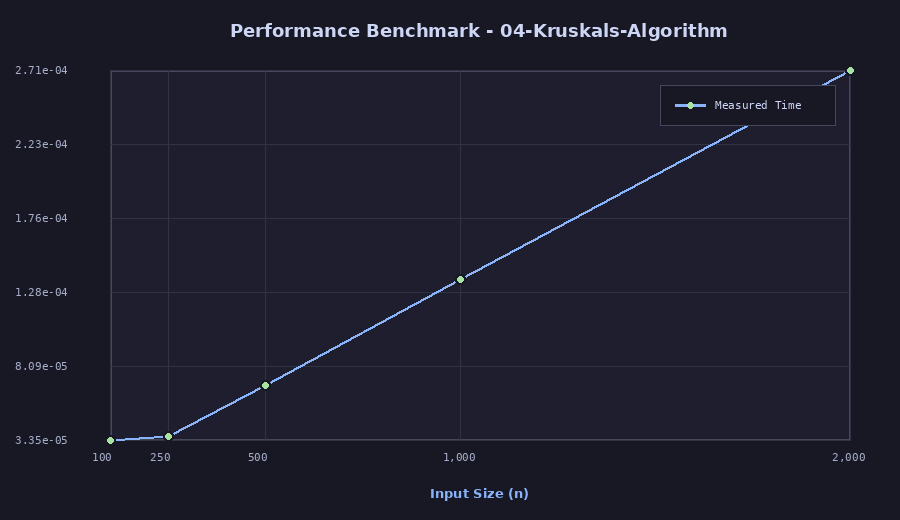 Performance Benchmark - 04-Kruskals-Algorithm
2.71e-04
Measured Time
2.23e-04
1.76e-04
1.28e-04
8.09e-05
3.35e-05
100 250 500 1,000 2,000
Input Size (n)